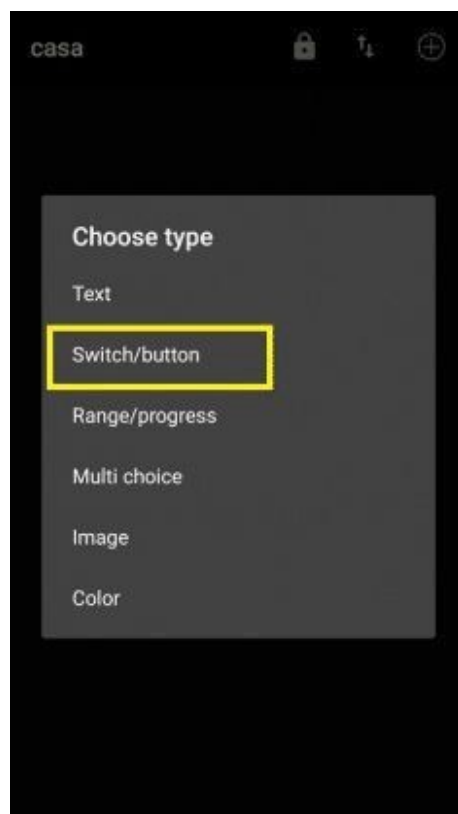 casa
Choose type
Text
Switch/button
Range/progress
Multi choice
Image
Color